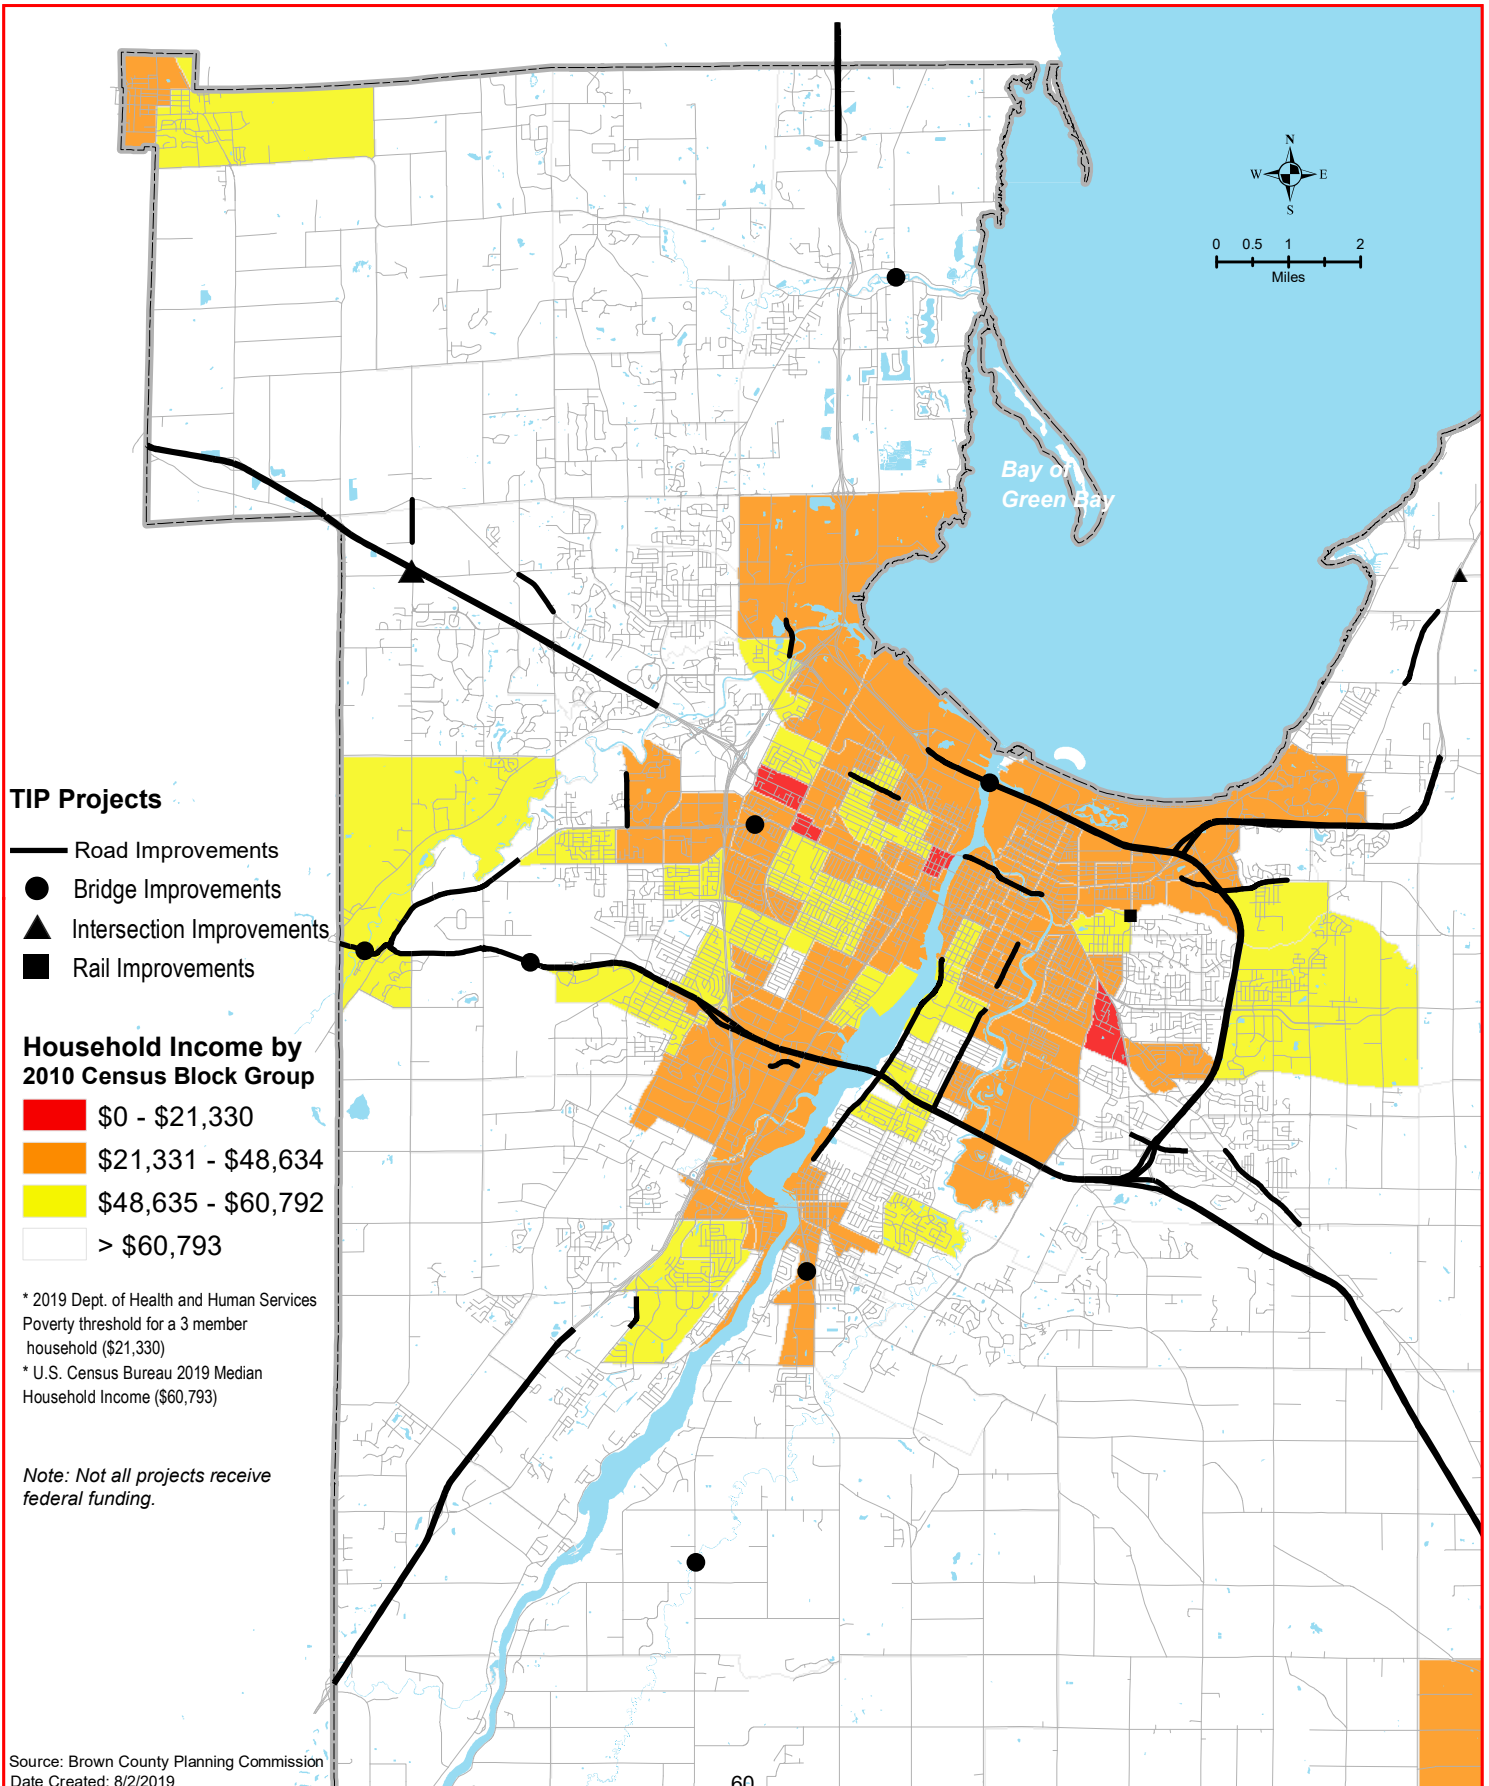 N
W E
S
0 0.5 1 2
Miles
Bay of
Green Bay
TIP Projects
Road Improvements
Bridge Improvements
Intersection Improvements
Rail Improvements
Household Income by
2010 Census Block Group
$0 - $21,330
$21,331 - $48,634
$48,635 - $60,792
> $60,793
* 2019 Dept. of Health and Human Services
Poverty threshold for a 3 member
household ($21,330)
* U.S. Census Bureau 2019 Median
Household Income ($60,793)
Note: Not all projects receive
federal funding.
Source: Brown County Planning Commission
Date Created: 8/2/2019
60